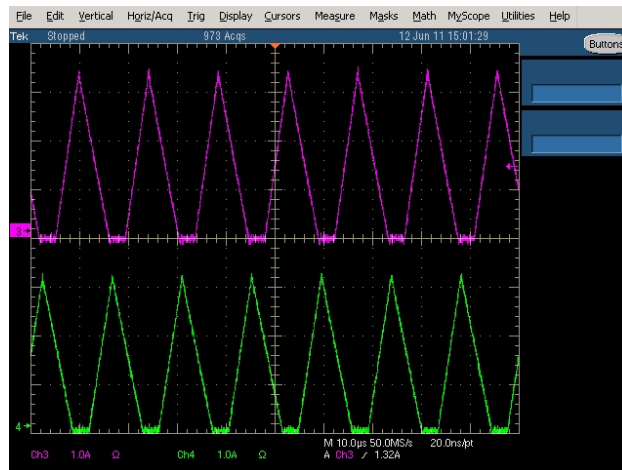 File Edit Vertical Horiz/Acq Trig Display Cursors Measure Masks Math MyScope Utilities Help
Tek Stopped 973 Acqs 12 Jun 11 15:01:29 Buttons
3
4
M 10.0µs 50.0MS/s 20.0ns/pt
Ch3 1.0A Ω Ch4 1.0A Ω A Ch3 / 1.32A